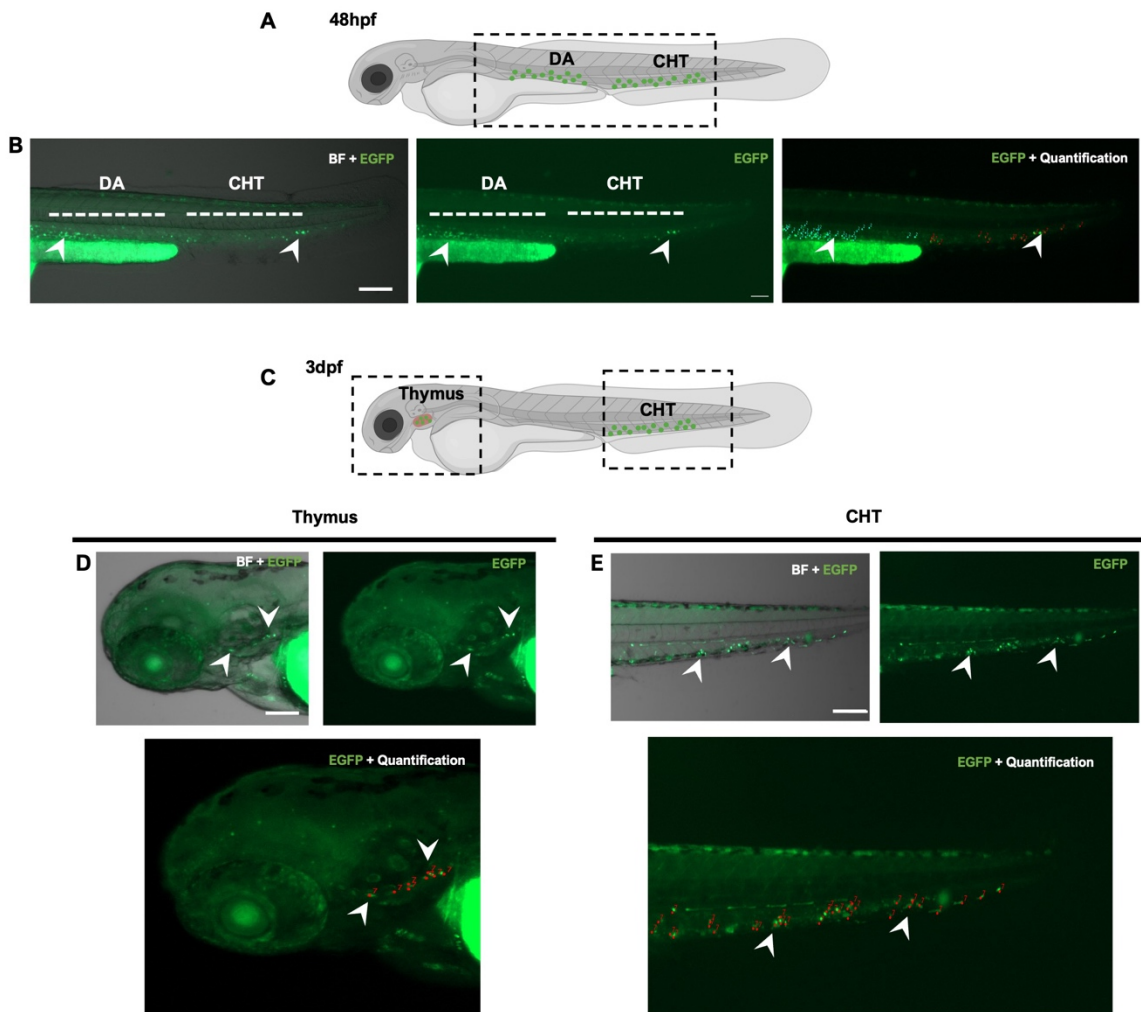 A
48hpf
DA
CHT
B
BF + EGFP
DA
CHT
EGFP
DA
CHT
EGFP + Quantification
C
3dpf
Thymus
CHT
Thymus
CHT
D
BF + EGFP
EGFP
E
BF + EGFP
EGFP
EGFP + Quantification
EGFP + Quantification